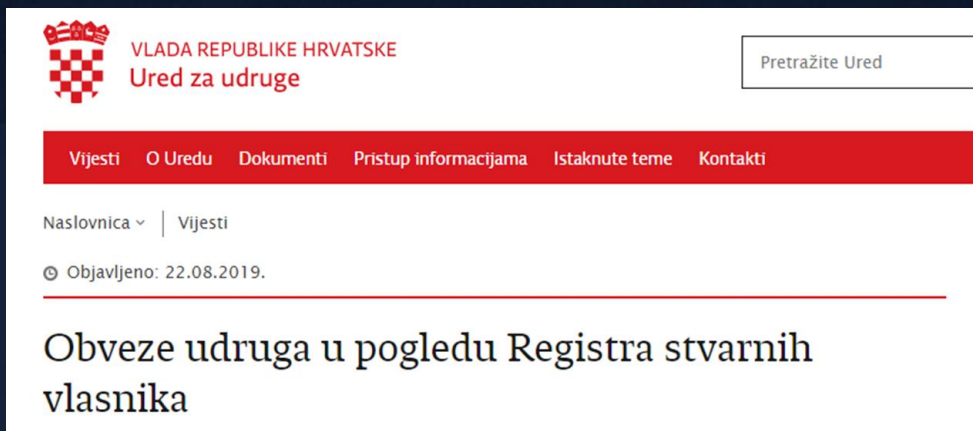 VLADA REPUBLIKE HRVATSKE
Ured za udruge
Pretražite Ured
Vijesti O Uredu Dokumenti Pristup informacijama Istaknute teme Kontakti
Naslovnica Vijesti
Objavljeno: 22.08.2019.
Obveze udruga u pogledu Registra stvarnih
vlasnika